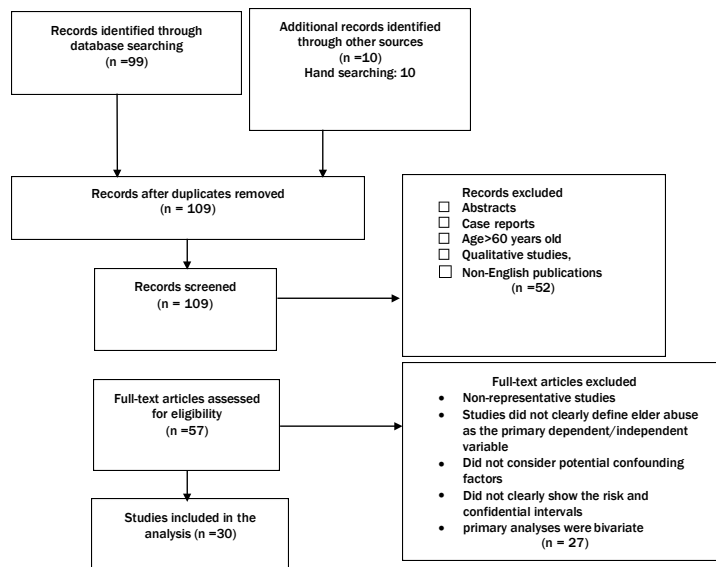 Records identified through
database searching
(n =99)
Additional records identified
through other sources
(n =10)
Hand searching: 10
Records after duplicates removed
(n = 109)
Records excluded
□ Abstracts
□ Case reports
□ Age>60 years old
□ Qualitative studies,
□ Non-English publications
(n =52)
Records screened
(n = 109)
Full-text articles assessed
for eligibility
(n =57)
Full-text articles excluded
• Non-representative studies
• Studies did not clearly define elder abuse
as the primary dependent/independent
variable
• Did not consider potential confounding
factors
• Did not clearly show the risk and
confidential intervals
• primary analyses were bivariate
(n = 27)
Studies included in the
analysis (n =30)